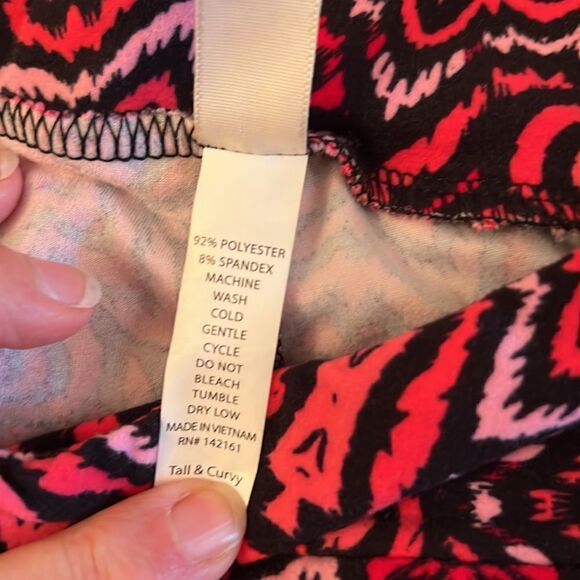 92% POLYESTER
8% SPANDEX
MACHINE
WASH
COLD
GENTLE
CYCLE
DO NOT
BLEACH
TUMBLE
DRY LOW
MADE IN VIETNAM
RN# 142161
Tall & Curvy